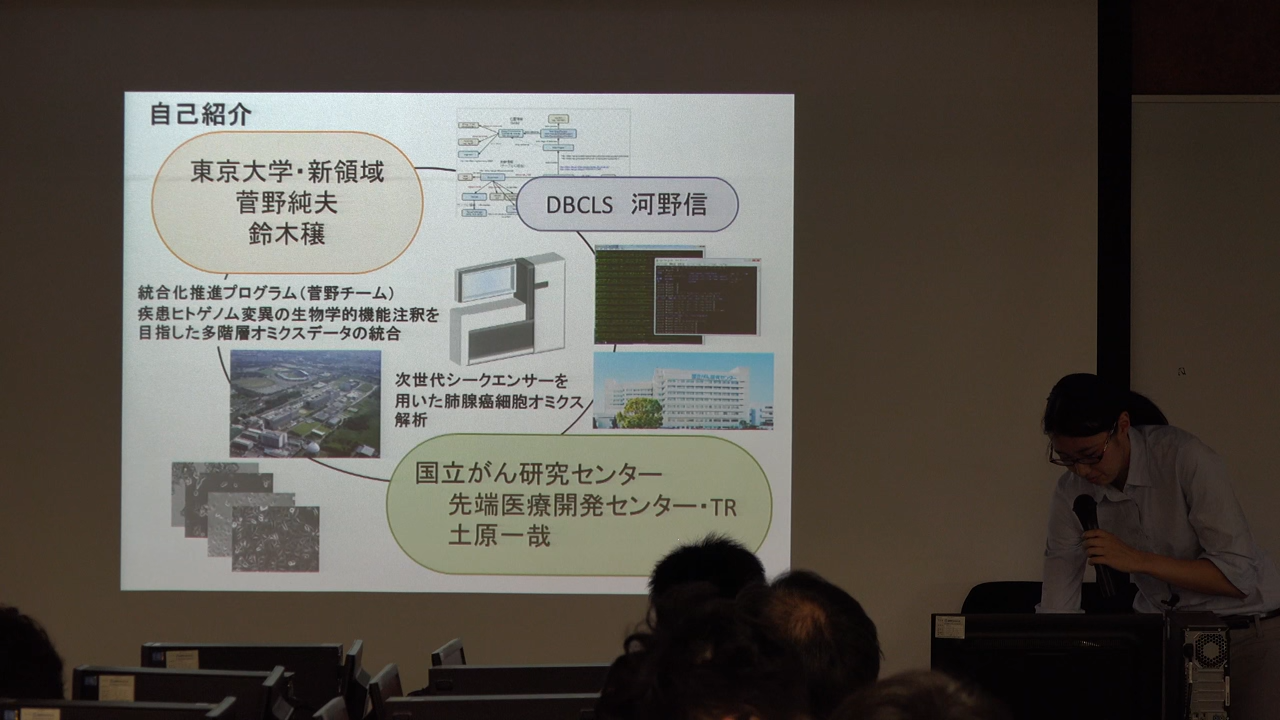 自己紹介
東京大学・新領域
菅野純夫
鈴木穣
DBCLS 河野信
統合化推進プログラム(菅野チーム)
疾患ヒトゲノム変異の生物学的機能注釈を
目指した多階層オミクスデータの統合
次世代シークエンサーを
用いた肺腺癌細胞オミクス
解析
国立がん研究センター
先端医療開発センター・TR
土原一哉